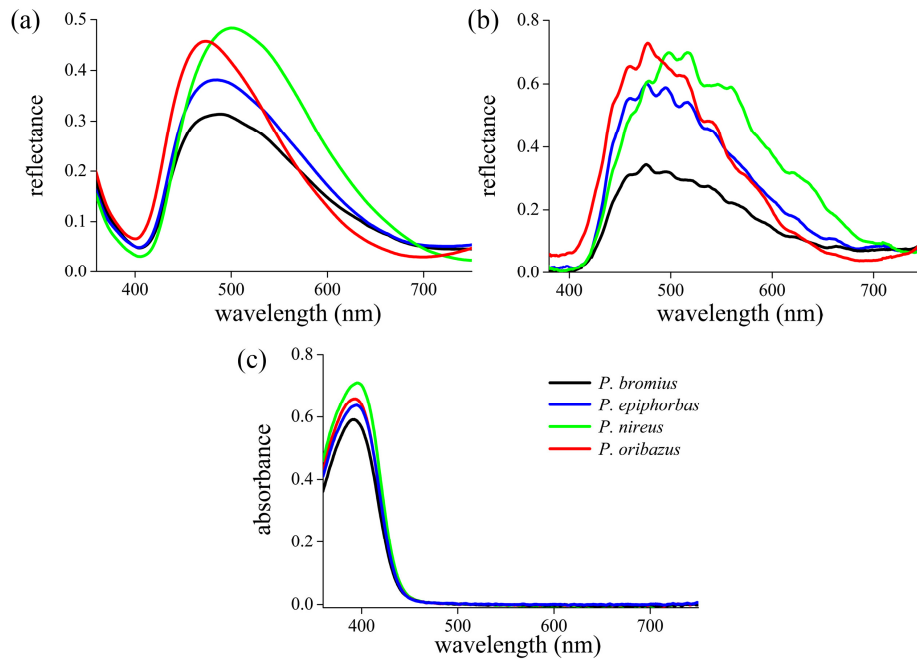 (a)
0.5
0.4
0.3
0.2
0.1
0.0
reflectance
400
500
600
700
wavelength (nm)
(b)
0.8
0.6
0.4
0.2
0.0
reflectance
400
500
600
700
wavelength (nm)
(c)
0.8
0.6
0.4
0.2
0.0
absorbance
400
500
600
700
wavelength (nm)
P. bromius
P. epiphorbas
P. nireus
P. oribazus